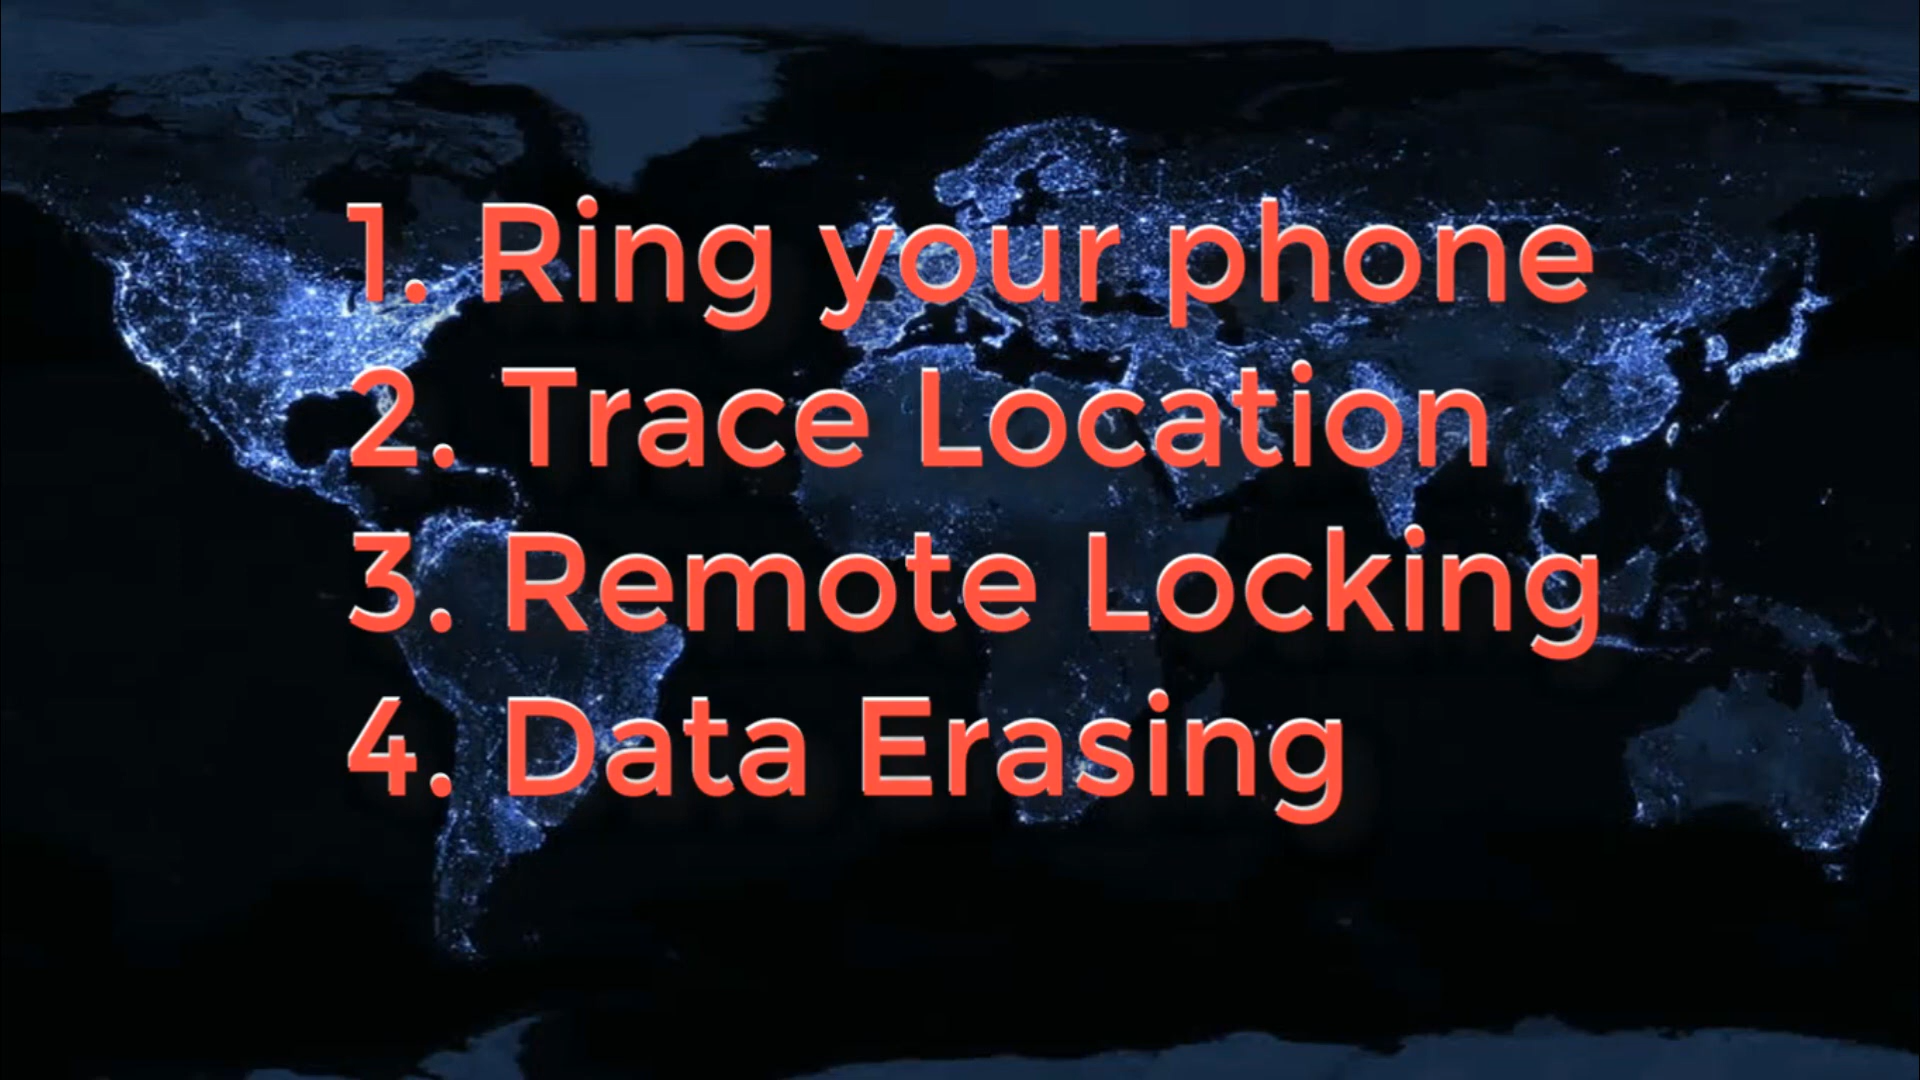 1. Ring your phone
2. Trace Location
3. Remote Locking
4. Data Erasing